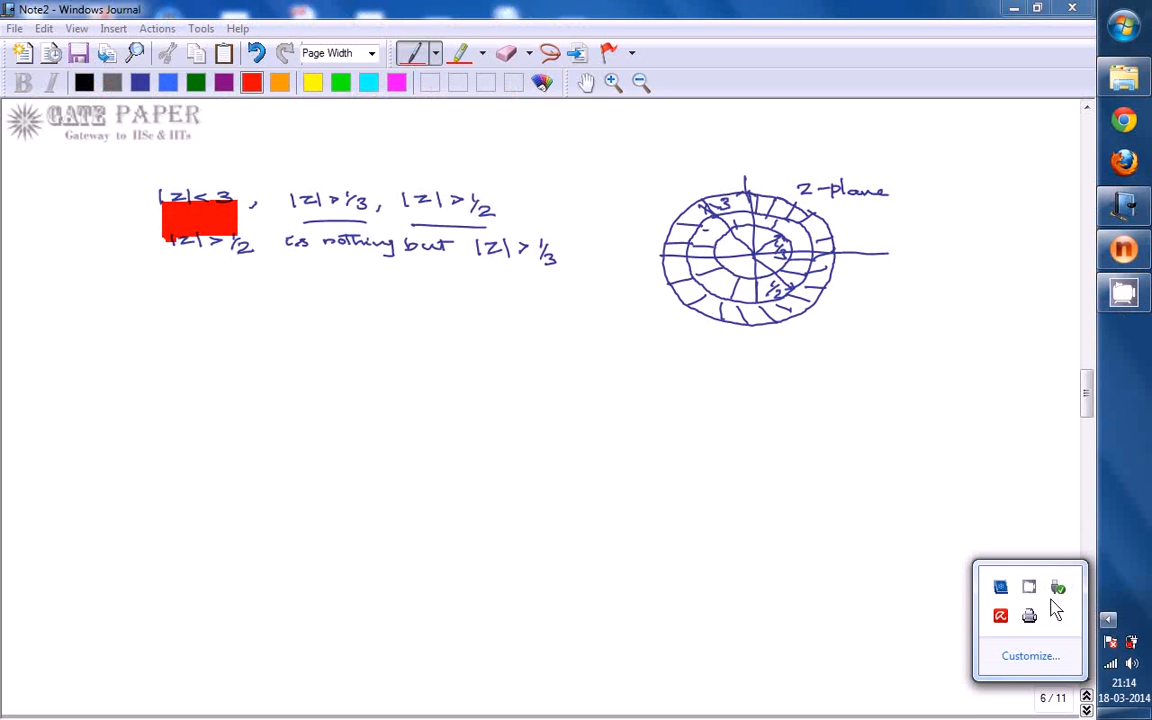 Note2 - Windows Journal
File Edit View Insert Actions Tools Help
Page Width
B I
GATE PAPER
Gateway to IISc & IITs
|z| < 3 , |z| > 1/3 , |z| > 1/2
|z| > 1/2 is nothing but |z| > 1/3
z-plane
3
1/3
1/2
Customize...
6 / 11
21:14
18-03-2014